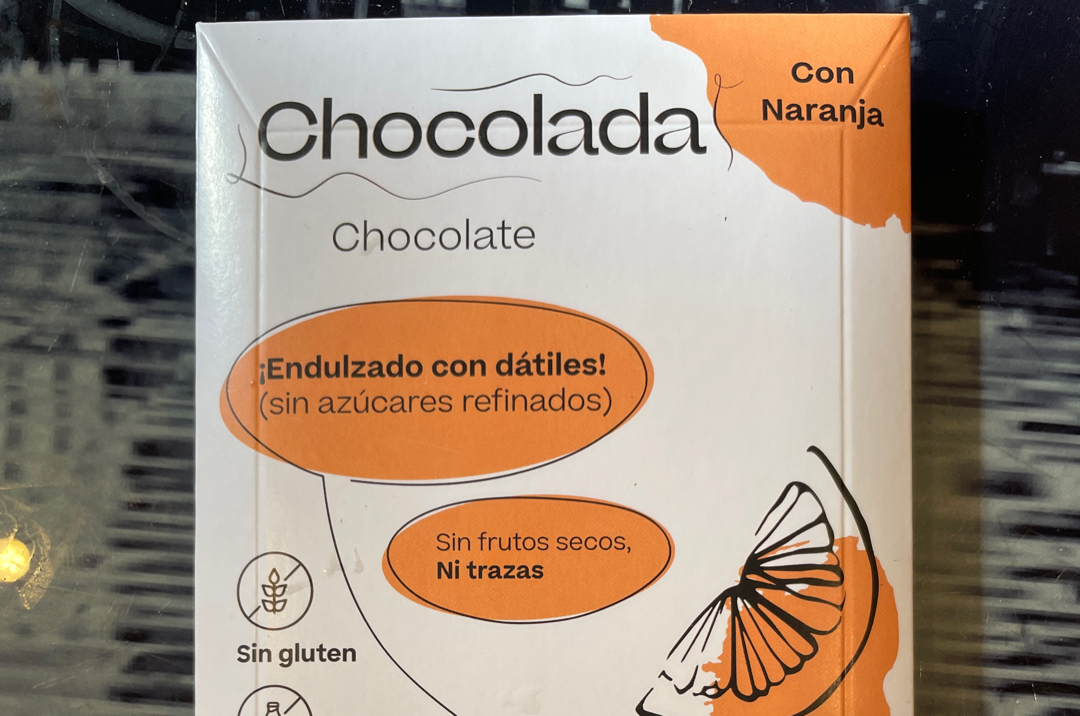 Con
Naranja
Chocolada
Chocolate
¡Endulzado con dátiles!
(sin azúcares refinados)
Sin frutos secos,
Ni trazas
Sin gluten